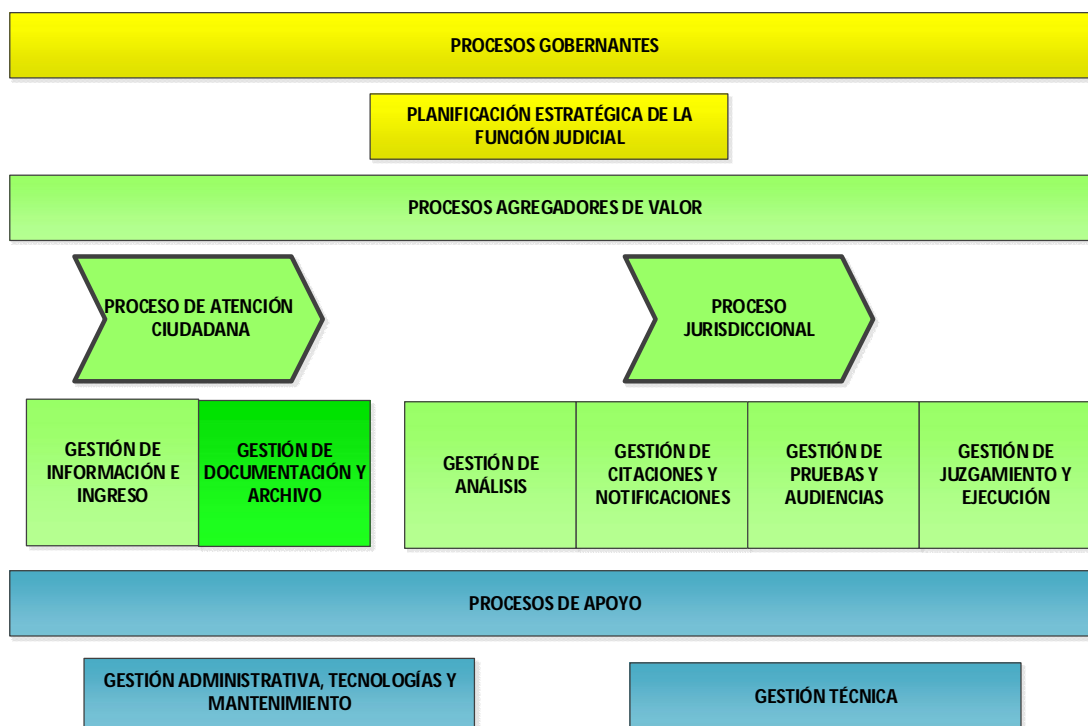 PROCESOS GOBERNANTES
PLANIFICACIÓN ESTRATÉGICA DE LA
FUNCIÓN JUDICIAL
PROCESOS AGREGADORES DE VALOR
PROCESO DE ATENCIÓN
CIUDADANA
PROCESO
JURISDICCIONAL
GESTIÓN DE
INFORMACIÓN E
INGRESO
GESTIÓN DE
DOCUMENTACIÓN Y
ARCHIVO
GESTIÓN DE
ANÁLISIS
GESTIÓN DE
CITACIONES Y
NOTIFICACIONES
GESTIÓN DE
PRUEBAS Y
AUDIENCIAS
GESTIÓN DE
JUZGAMIENTO Y
EJECUCIÓN
PROCESOS DE APOYO
GESTIÓN ADMINISTRATIVA, TECNOLOGÍAS Y
MANTENIMIENTO
GESTIÓN TÉCNICA